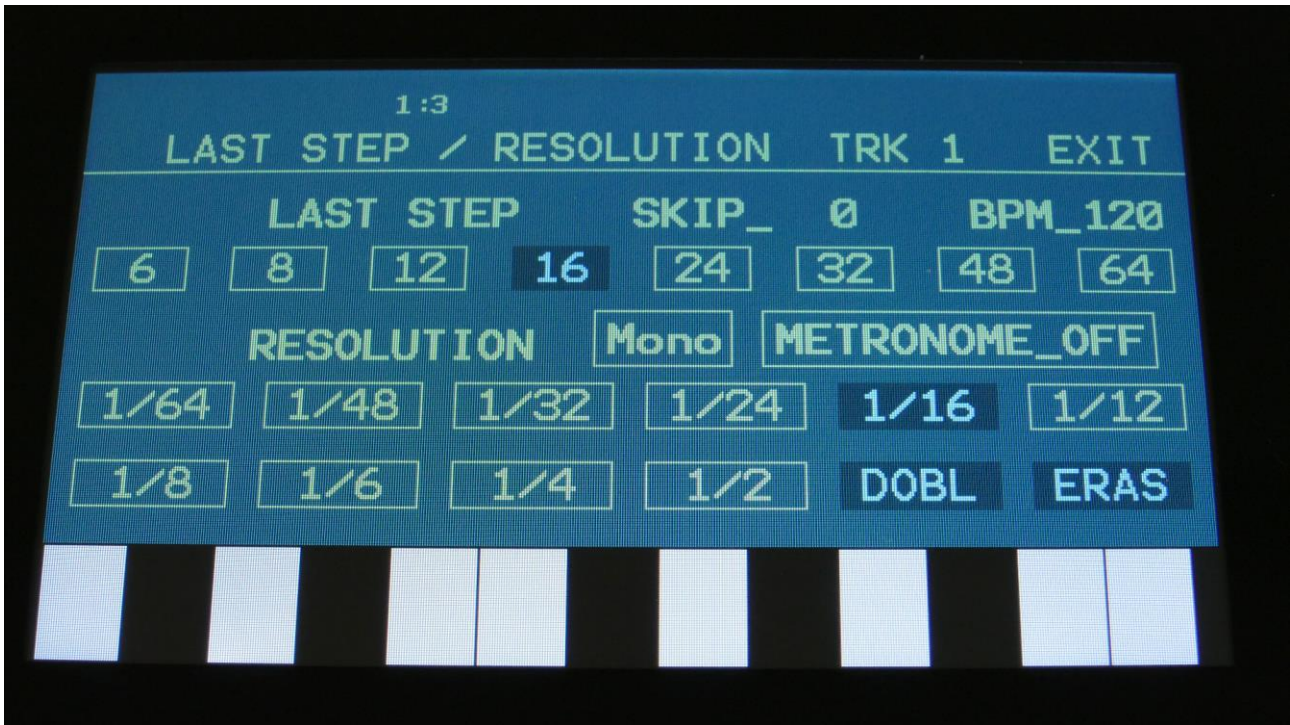 1:3
LAST STEP / RESOLUTION TRK 1 EXIT
LAST STEP SKIP_ 0 BPM_120
6 8 12 16 24 32 48 64
RESOLUTION Mono METRONOME_OFF
1/64 1/48 1/32 1/24 1/16 1/12
1/8 1/6 1/4 1/2 DOBL ERAS